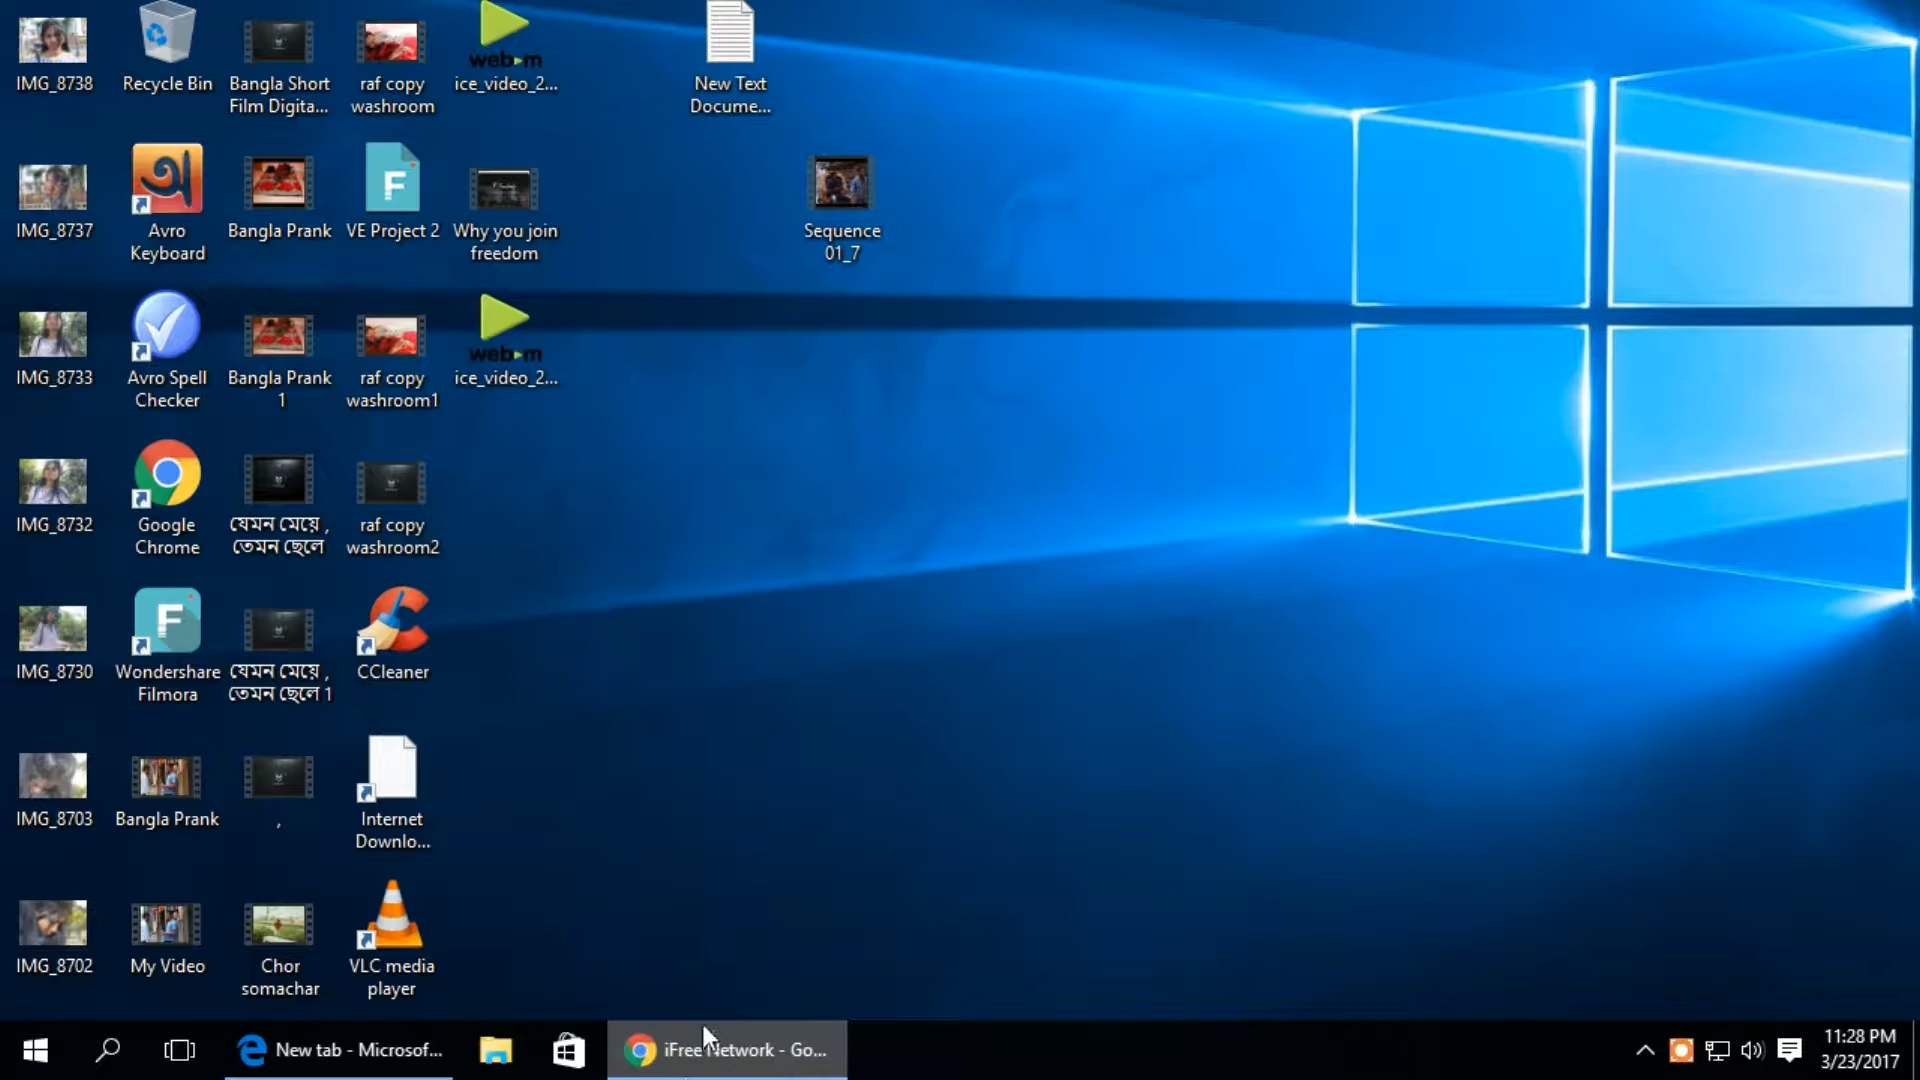 IMG_8738
Recycle Bin
Bangla Short
Film Digita...
raf copy
washroom
webm
ice_video_2...
New Text
Docume...
IMG_8737
অ
Avro
Keyboard
Bangla Prank
F
VE Project 2
Why you join
freedom
Sequence
01_7
IMG_8733
Avro Spell
Checker
Bangla Prank
1
raf copy
washroom1
webm
ice_video_2...
IMG_8732
Google
Chrome
যেমন মেয়ে ,
তেমন ছেলে
raf copy
washroom2
IMG_8730
F
Wondershare
Filmora
যেমন মেয়ে ,
তেমন ছেলে 1
CCleaner
IMG_8703
Bangla Prank
,
Internet
Downlo...
IMG_8702
My Video
Chor
somachar
VLC media
player
New tab - Microsof...
iFree Network - Go...
11:28 PM
3/23/2017